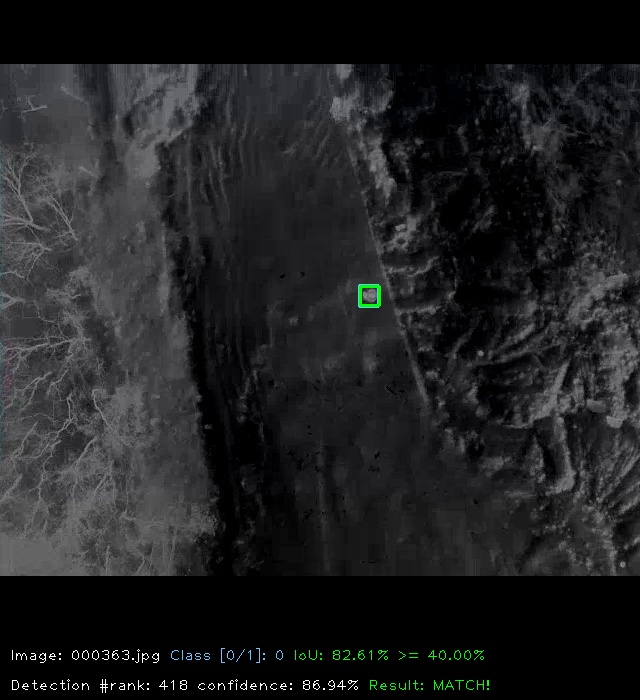 Image: 000363.jpg Class [0/1]: 0 IoU: 82.61% >= 40.00%
Detection #rank: 418 confidence: 86.94% Result: MATCH!